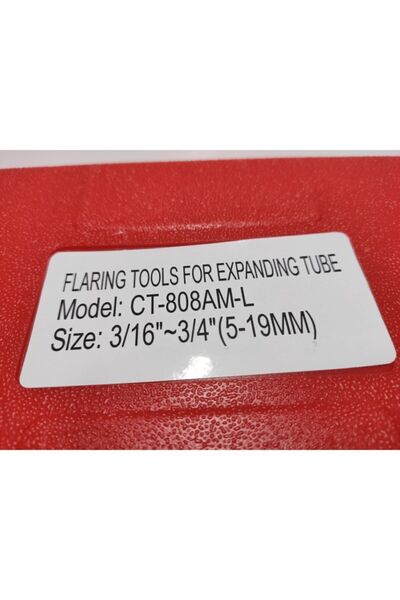 FLARING TOOLS FOR EXPANDING TUBE
Model: CT-808AM-L
Size: 3/16"~3/4"(5-19MM)